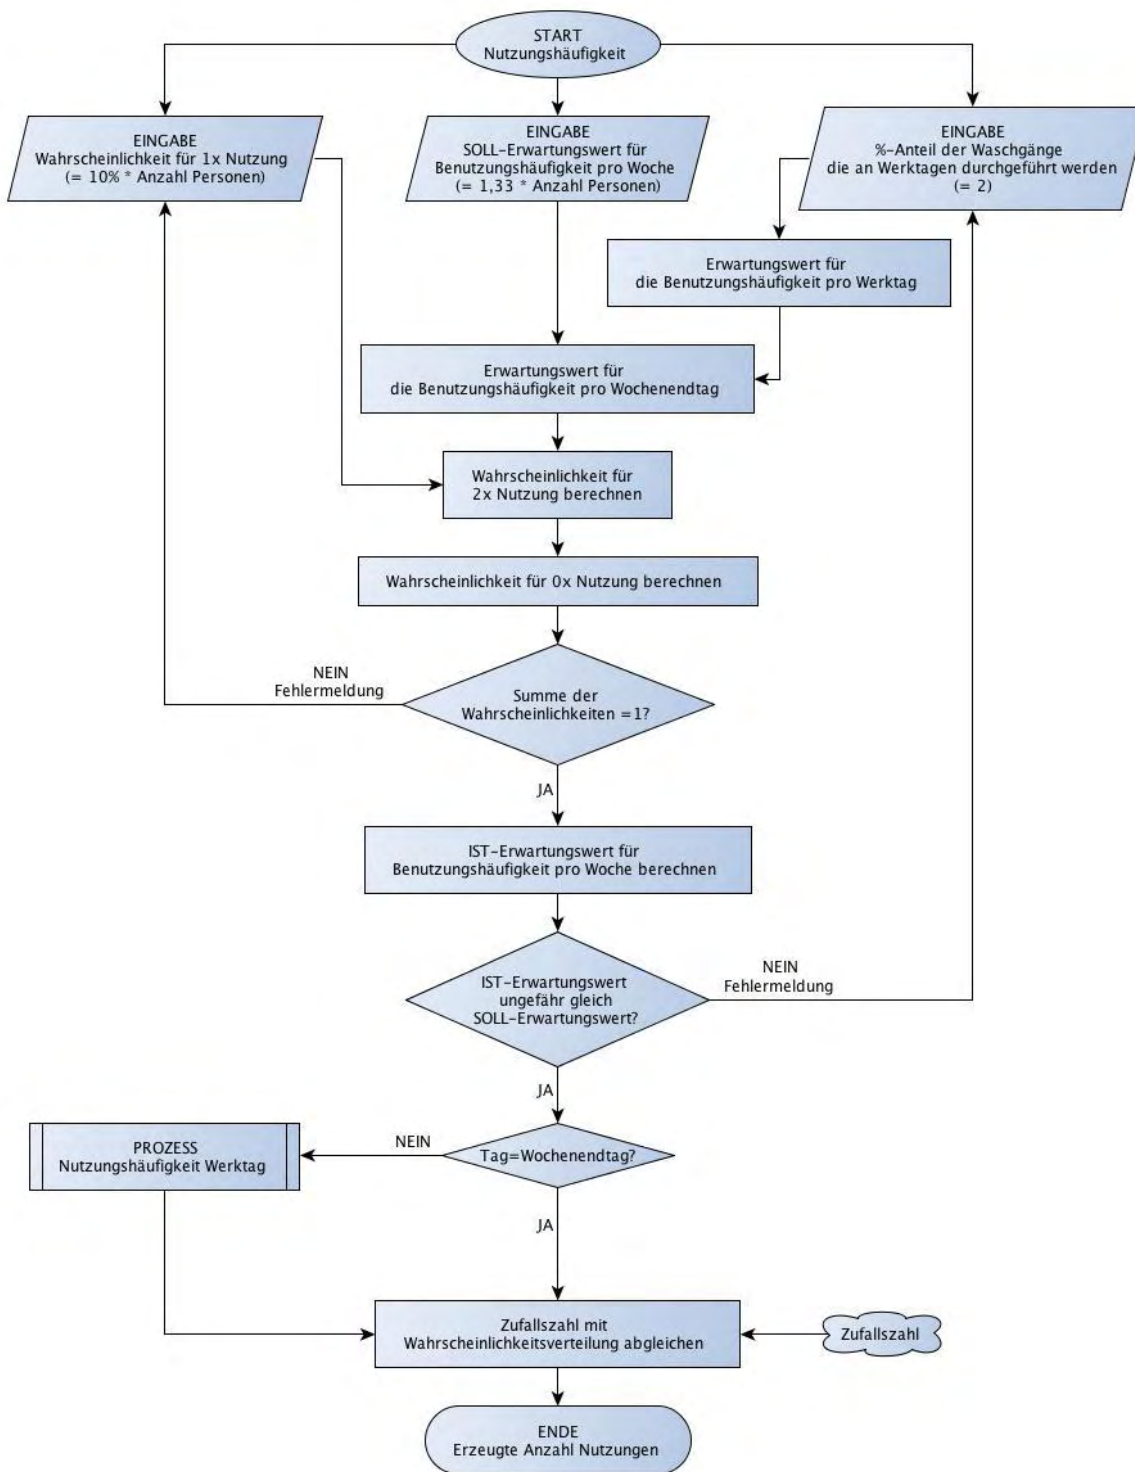 START
Nutzungshäufigkeit
EINGABE
Wahrscheinlichkeit für 1x Nutzung
(= 10% * Anzahl Personen)
EINGABE
SOLL-Erwartungswert für
Benutzungshäufigkeit pro Woche
(= 1,33 * Anzahl Personen)
EINGABE
%-Anteil der Waschgänge
die an Werktagen durchgeführt werden
(= 2)
Erwartungswert für
die Benutzungshäufigkeit pro Werktag
Erwartungswert für
die Benutzungshäufigkeit pro Wochenendtag
Wahrscheinlichkeit für
2x Nutzung berechnen
Wahrscheinlichkeit für 0x Nutzung berechnen
NEIN
Fehlermeldung
Summe der
Wahrscheinlichkeiten =1?
JA
IST-Erwartungswert für
Benutzungshäufigkeit pro Woche berechnen
IST-Erwartungswert
ungefähr gleich
SOLL-Erwartungswert?
NEIN
Fehlermeldung
JA
PROZESS
Nutzungshäufigkeit Werktag
NEIN
Tag=Wochenendtag?
JA
Zufallszahl mit
Wahrscheinlichkeitsverteilung abgleichen
Zufallszahl
ENDE
Erzeugte Anzahl Nutzungen